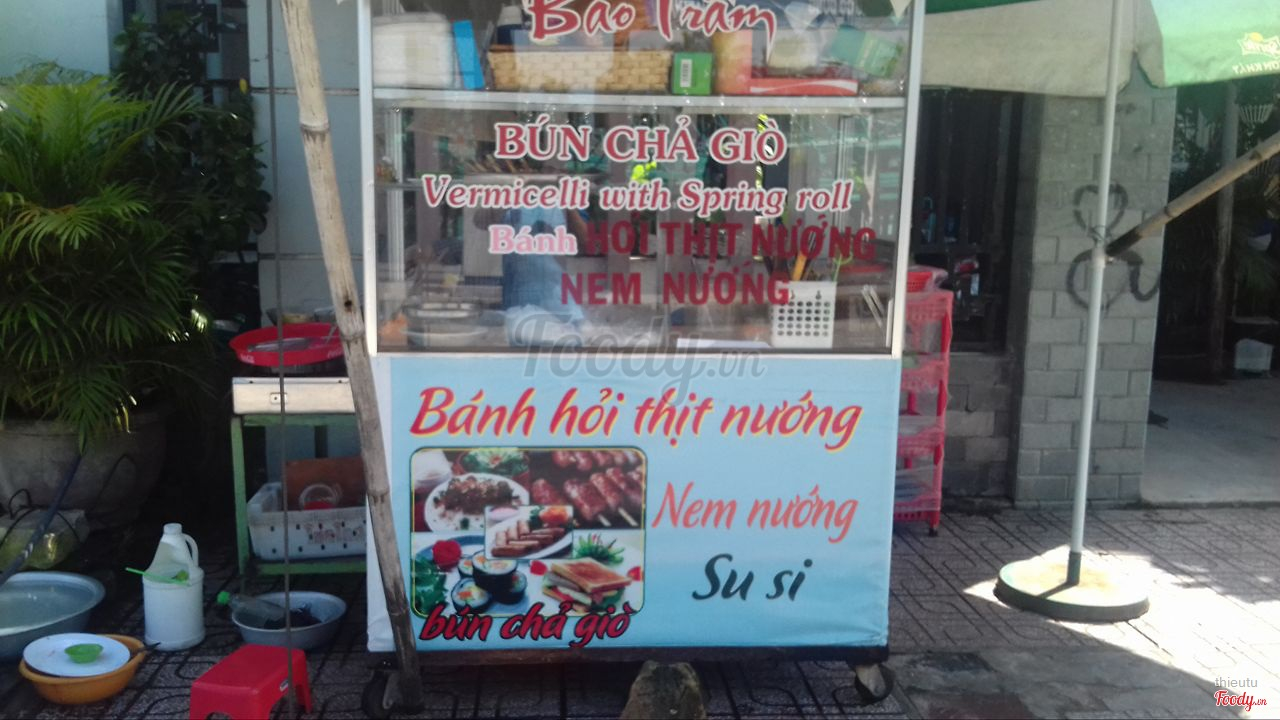 Bảo Trâm
BÚN CHẢ GIÒ
Vermicelli with Spring roll
Bánh HỎI THỊT NƯỚNG
NEM NƯỚNG
Foody.vn
Bánh hỏi thịt nướng
Nem nướng
Su si
bún chả giò
thieutu
Foody.vn